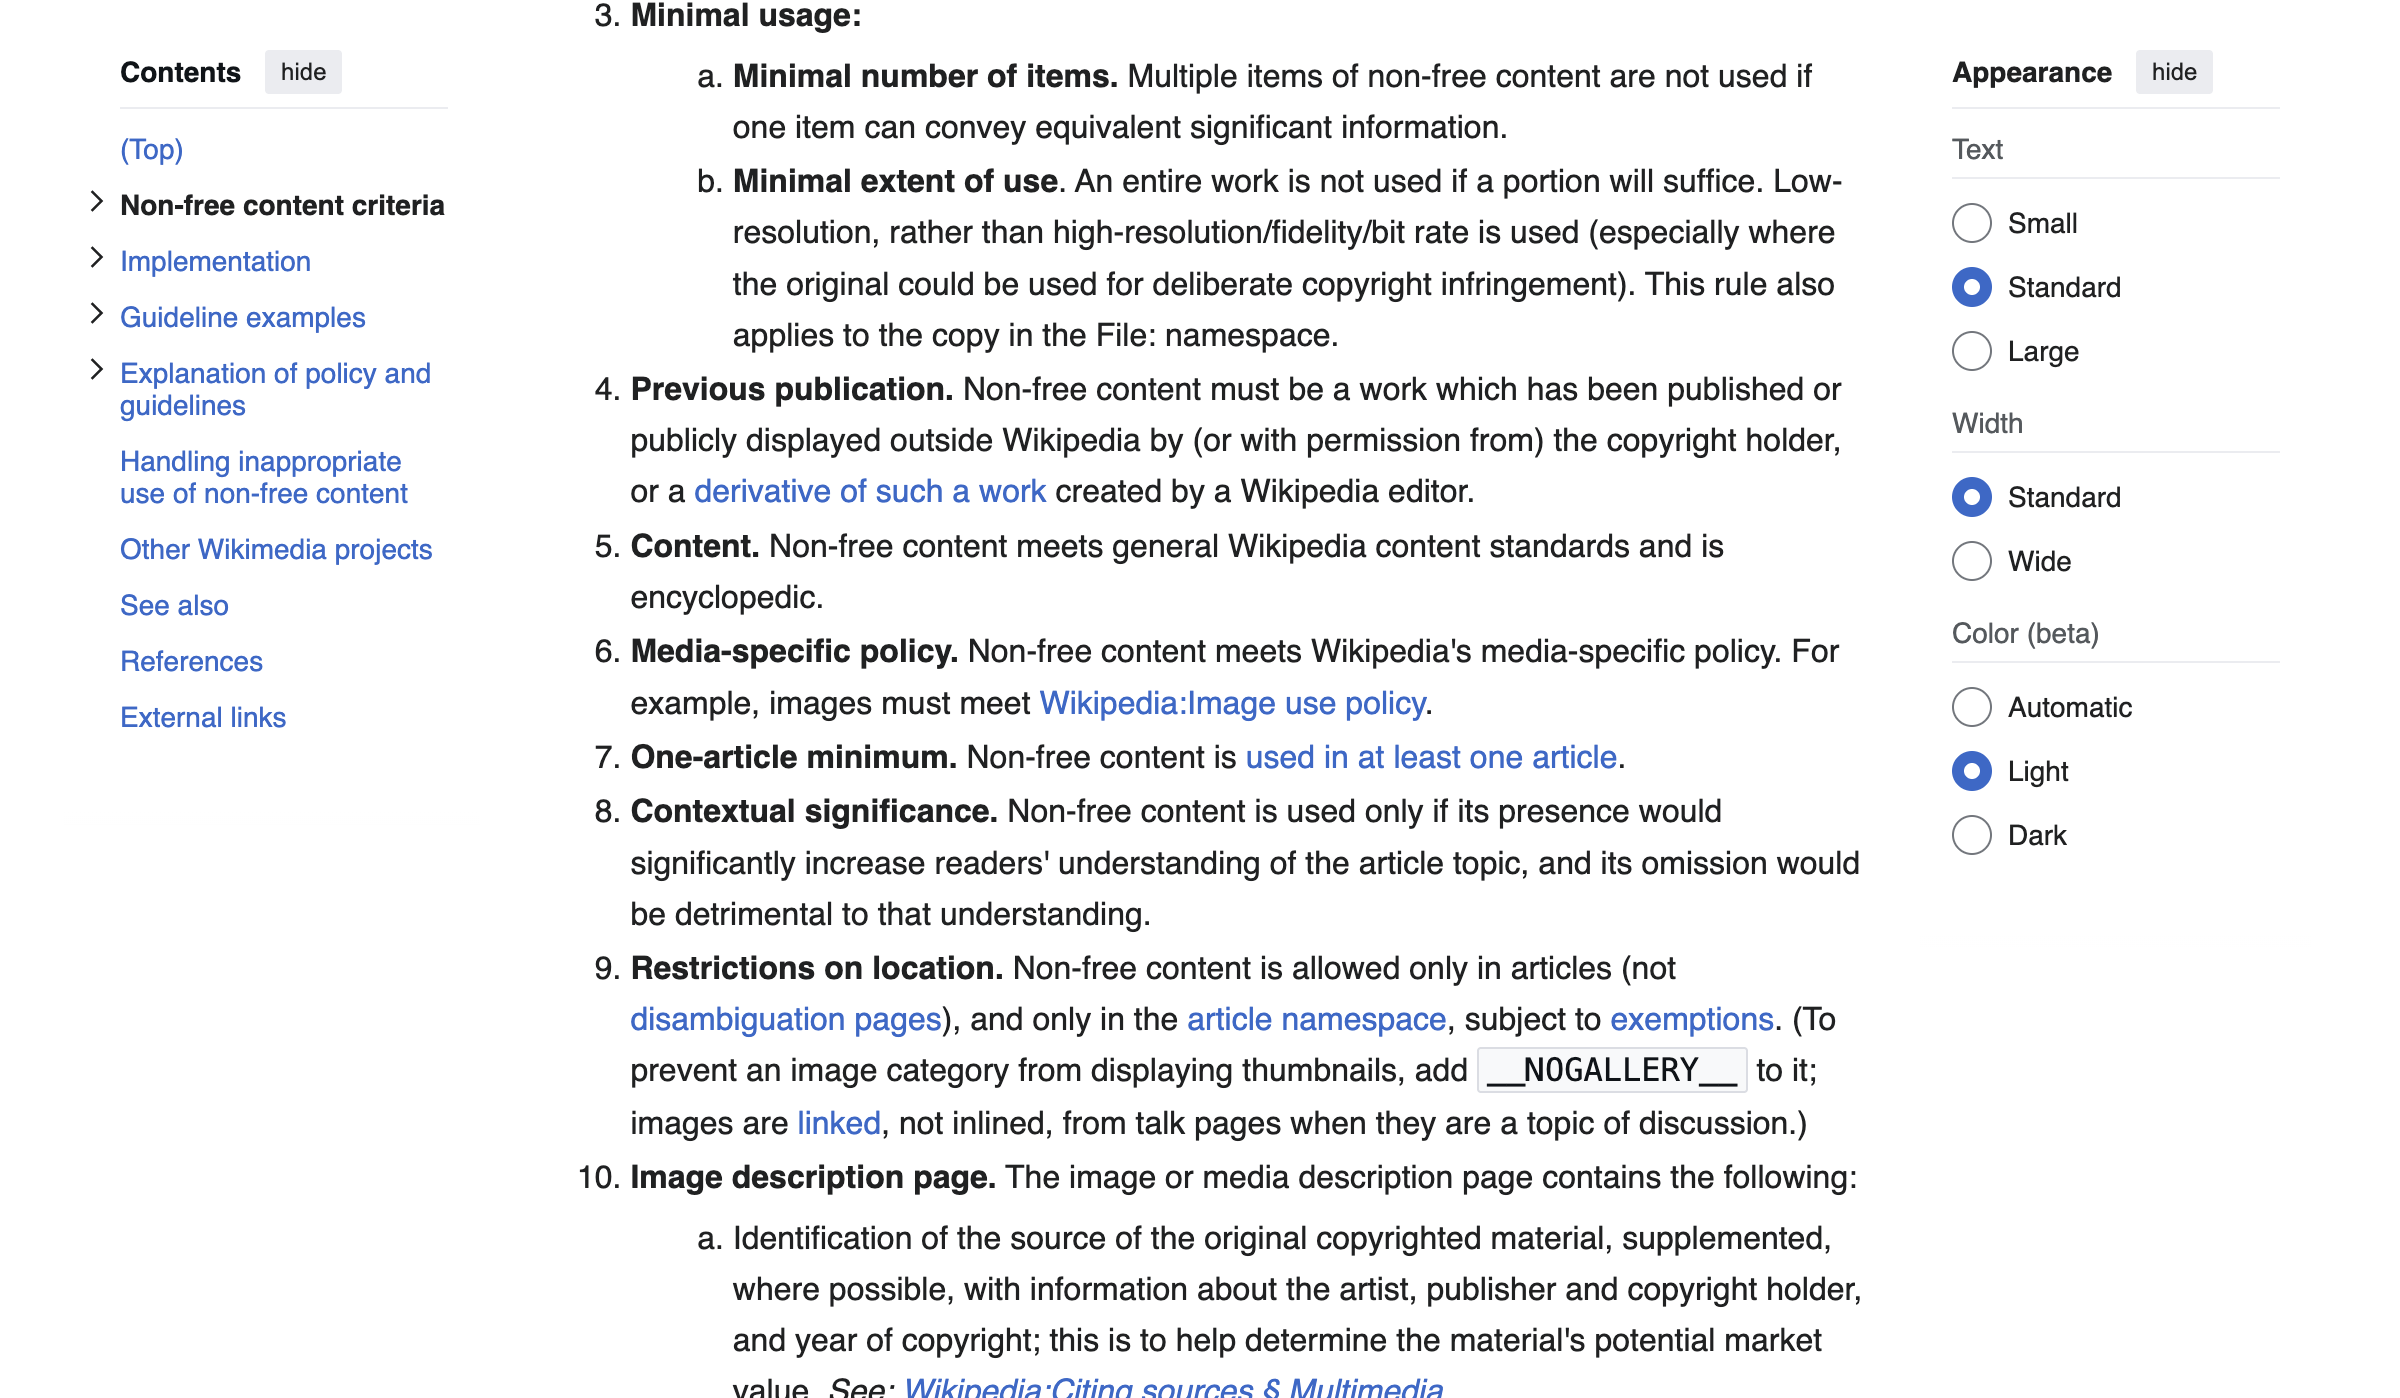 Contents hide
(Top)
Non-free content criteria
Implementation
Guideline examples
Explanation of policy and
guidelines
Handling inappropriate
use of non-free content
Other Wikimedia projects
See also
References
External links
3. Minimal usage:
a. Minimal number of items. Multiple items of non-free content are not used if
one item can convey equivalent significant information.
b. Minimal extent of use. An entire work is not used if a portion will suffice. Low-
resolution, rather than high-resolution/fidelity/bit rate is used (especially where
the original could be used for deliberate copyright infringement). This rule also
applies to the copy in the File: namespace.
4. Previous publication. Non-free content must be a work which has been published or
publicly displayed outside Wikipedia by (or with permission from) the copyright holder,
or a derivative of such a work created by a Wikipedia editor.
5. Content. Non-free content meets general Wikipedia content standards and is
encyclopedic.
6. Media-specific policy. Non-free content meets Wikipedia's media-specific policy. For
example, images must meet Wikipedia:Image use policy.
7. One-article minimum. Non-free content is used in at least one article.
8. Contextual significance. Non-free content is used only if its presence would
significantly increase readers' understanding of the article topic, and its omission would
be detrimental to that understanding.
9. Restrictions on location. Non-free content is allowed only in articles (not
disambiguation pages), and only in the article namespace, subject to exemptions. (To
prevent an image category from displaying thumbnails, add __NOGALLERY__ to it;
images are linked, not inlined, from talk pages when they are a topic of discussion.)
10. Image description page. The image or media description page contains the following:
a. Identification of the source of the original copyrighted material, supplemented,
where possible, with information about the artist, publisher and copyright holder,
and year of copyright; this is to help determine the material's potential market
value. See: Wikipedia:Citing sources § Multimedia
Appearance hide
Text
Small
Standard
Large
Width
Standard
Wide
Color (beta)
Automatic
Light
Dark